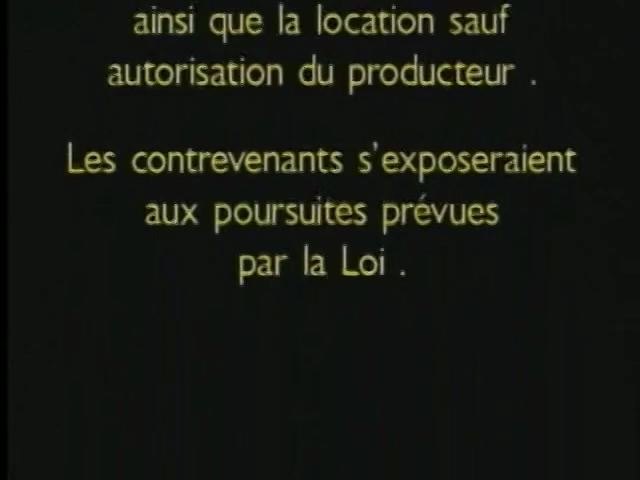 ainsi que la location sauf
autorisation du producteur .
Les contrevenants s'exposeraient
aux poursuites prévues
par la Loi .